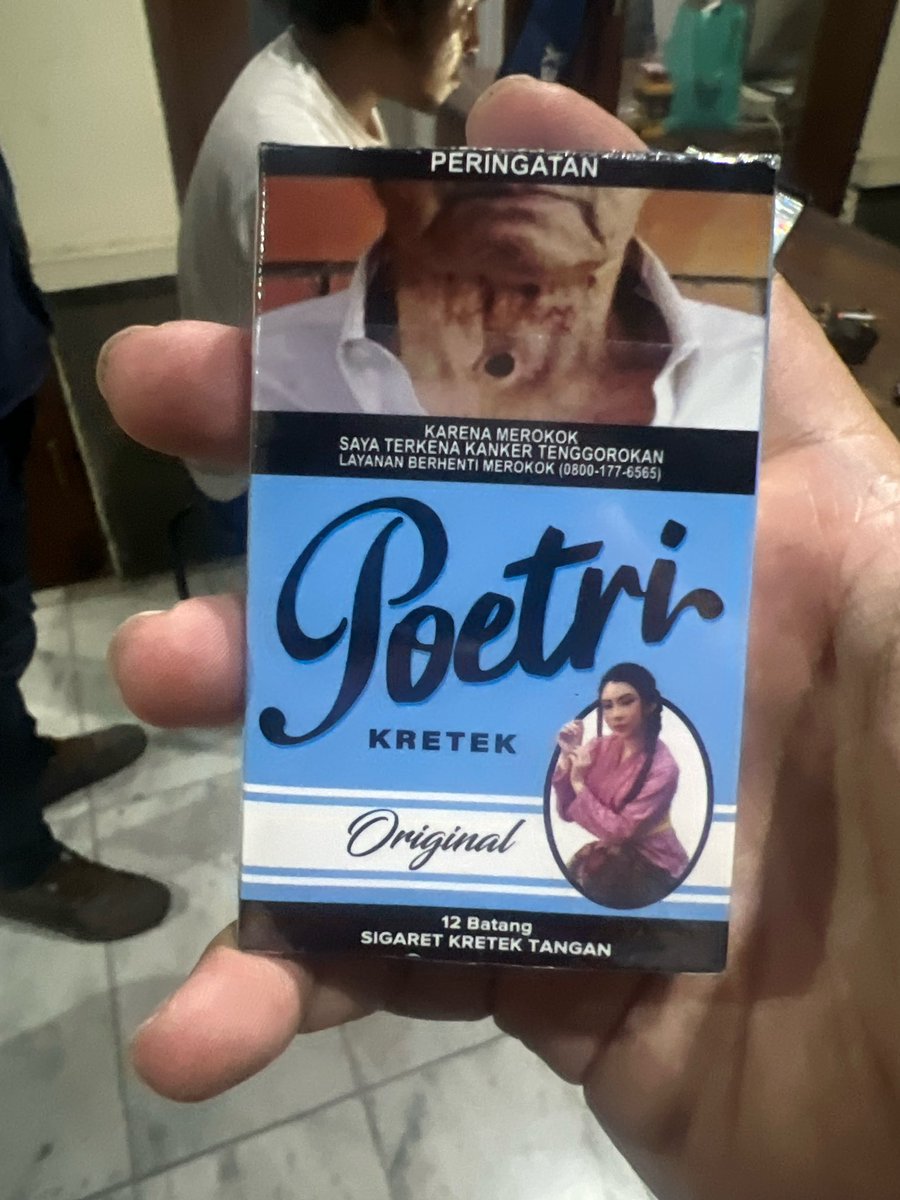 PERINGATAN
KARENA MEROKOK
SAYA TERKENA KANKER TENGGOROKAN
LAYANAN BERHENTI MEROKOK (0800-177-6565)
Poetri
KRETEK
Original
12 Batang
SIGARET KRETEK TANGAN